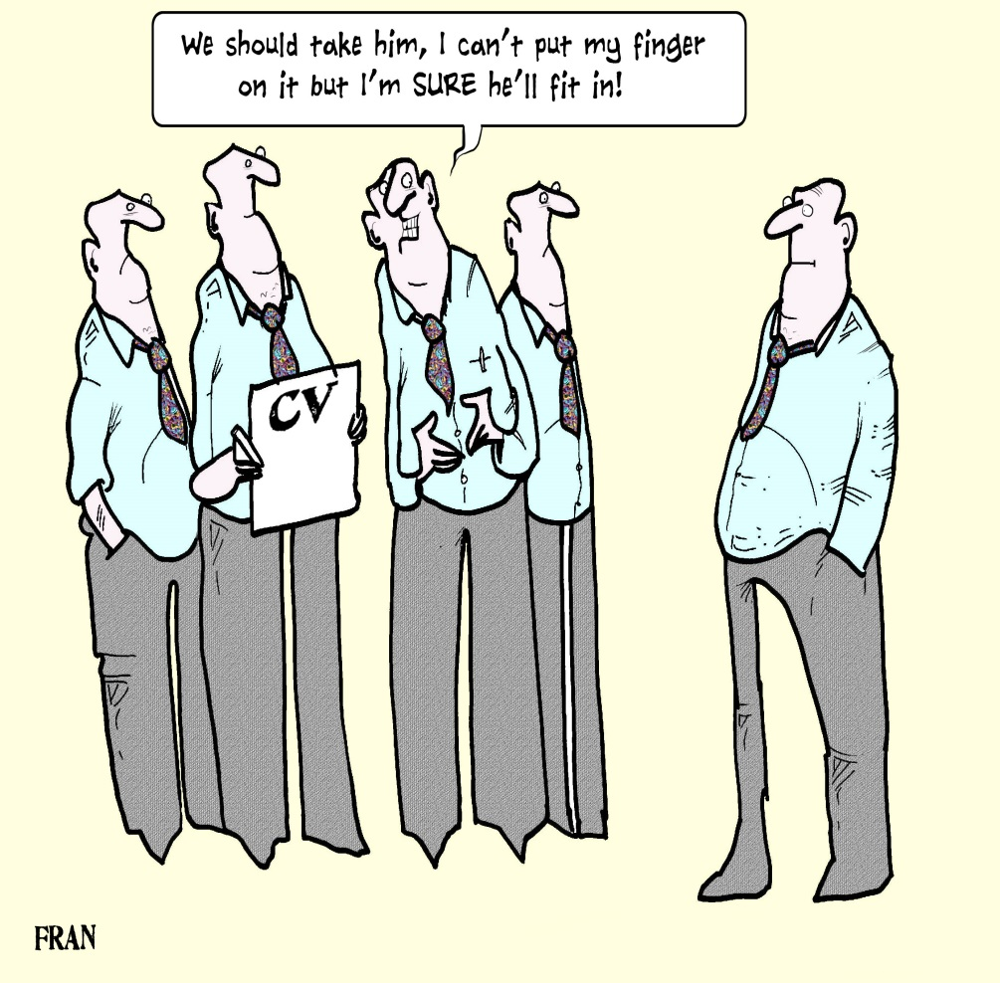 We should take him, I can't put my finger
on it but I'm SURE he'll fit in!
CV
FRAN